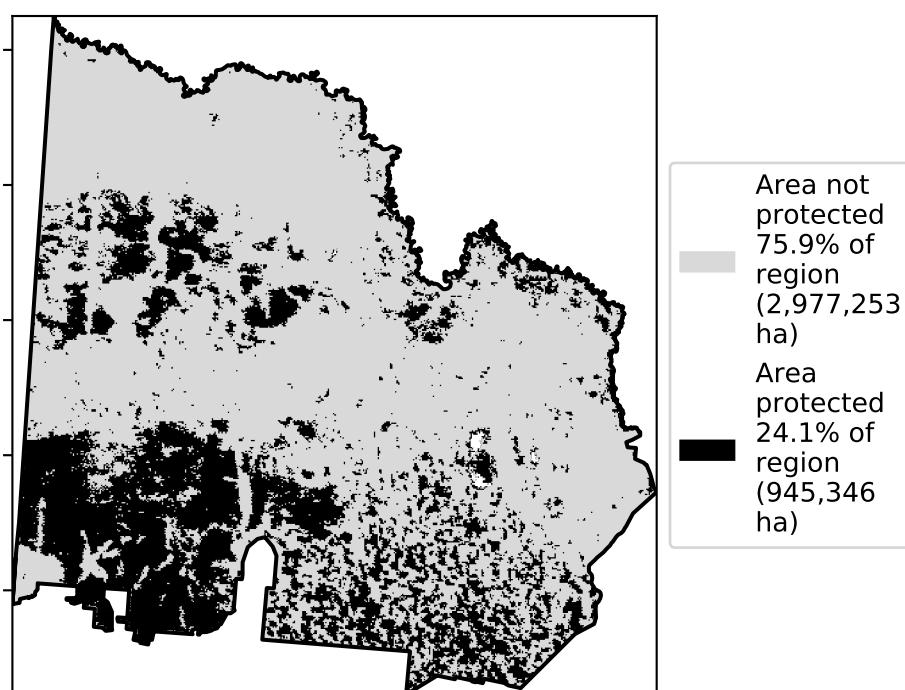 Area not
protected
75.9% of
region
(2,977,253
ha)
Area
protected
24.1% of
region
(945,346
ha)